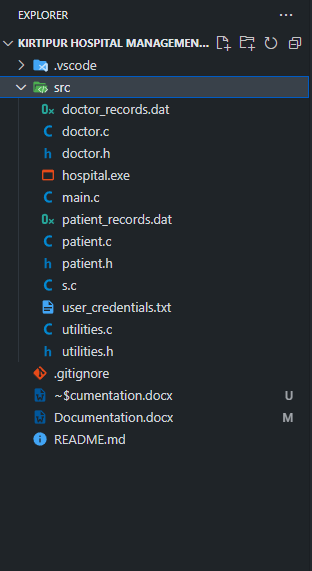 EXPLORER ...
KIRTIPUR HOSPITAL MANAGEMEN...
.vscode
src
doctor_records.dat
doctor.c
doctor.h
hospital.exe
main.c
patient_records.dat
patient.c
patient.h
s.c
user_credentials.txt
utilities.c
utilities.h
.gitignore
~$cumentation.docx U
Documentation.docx M
README.md